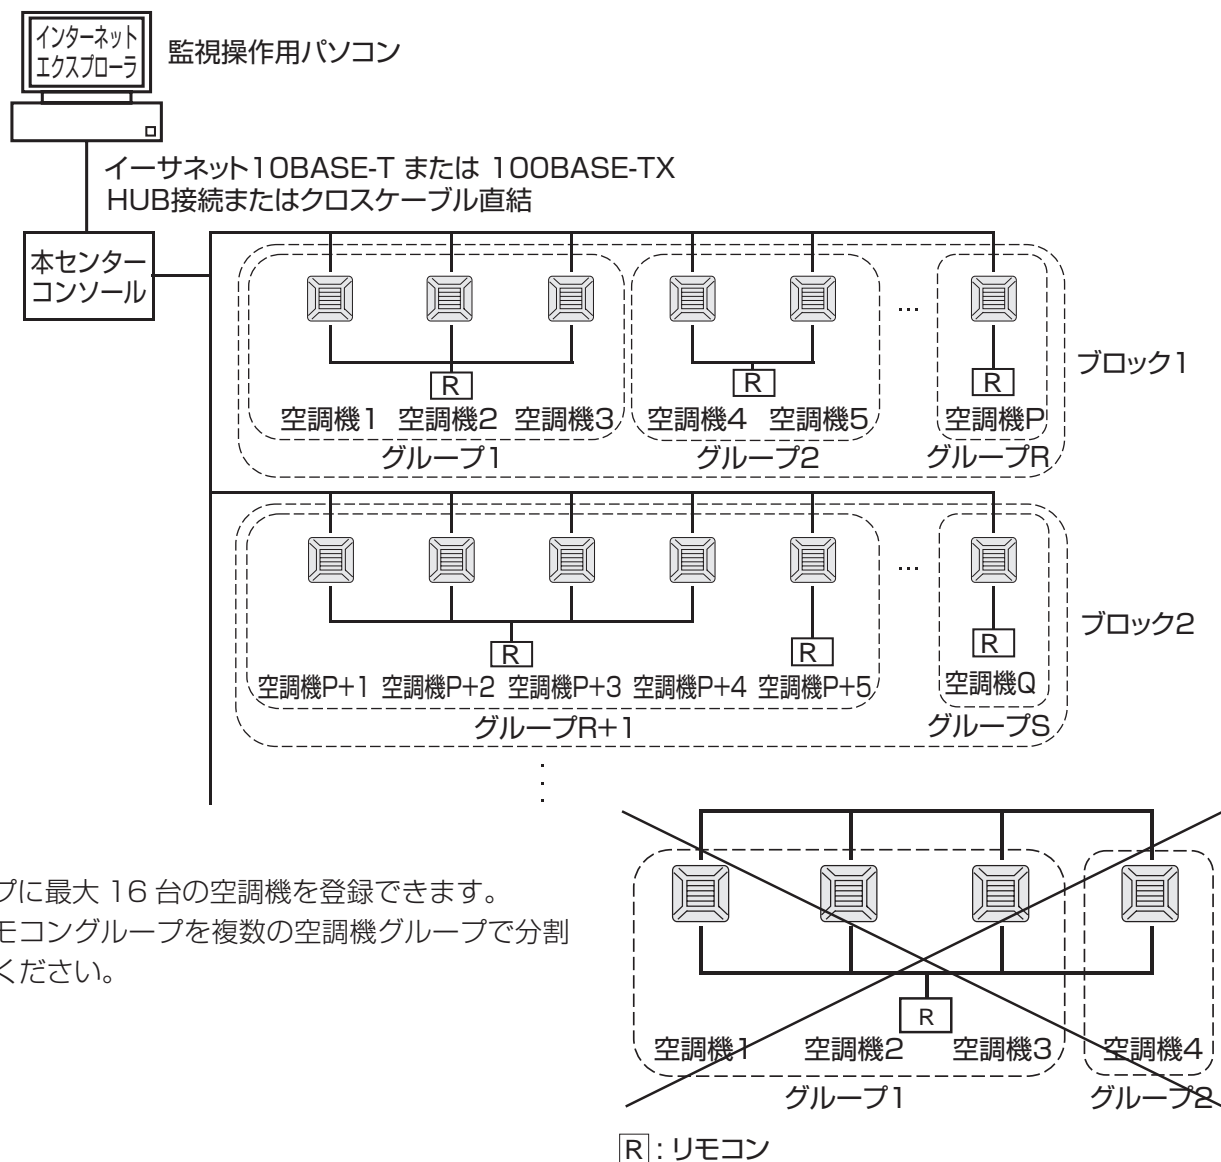 インターネット
エクスプローラ
監視操作用パソコン
イーサネット10BASE-T または 100BASE-TX
HUB接続またはクロスケーブル直結
本センター
コンソール
...
ブロック1
R R R
空調機1 空調機2 空調機3 空調機4 空調機5 空調機P
グループ1 グループ2 グループR
...
ブロック2
R R R
空調機P+1 空調機P+2 空調機P+3 空調機P+4 空調機P+5 空調機Q
グループR+1 グループS
プに最大 16 台の空調機を登録できます。
モコングループを複数の空調機グループで分割
ください。
R
空調機1 空調機2 空調機3 空調機4
グループ1 グループ2
R : リモコン